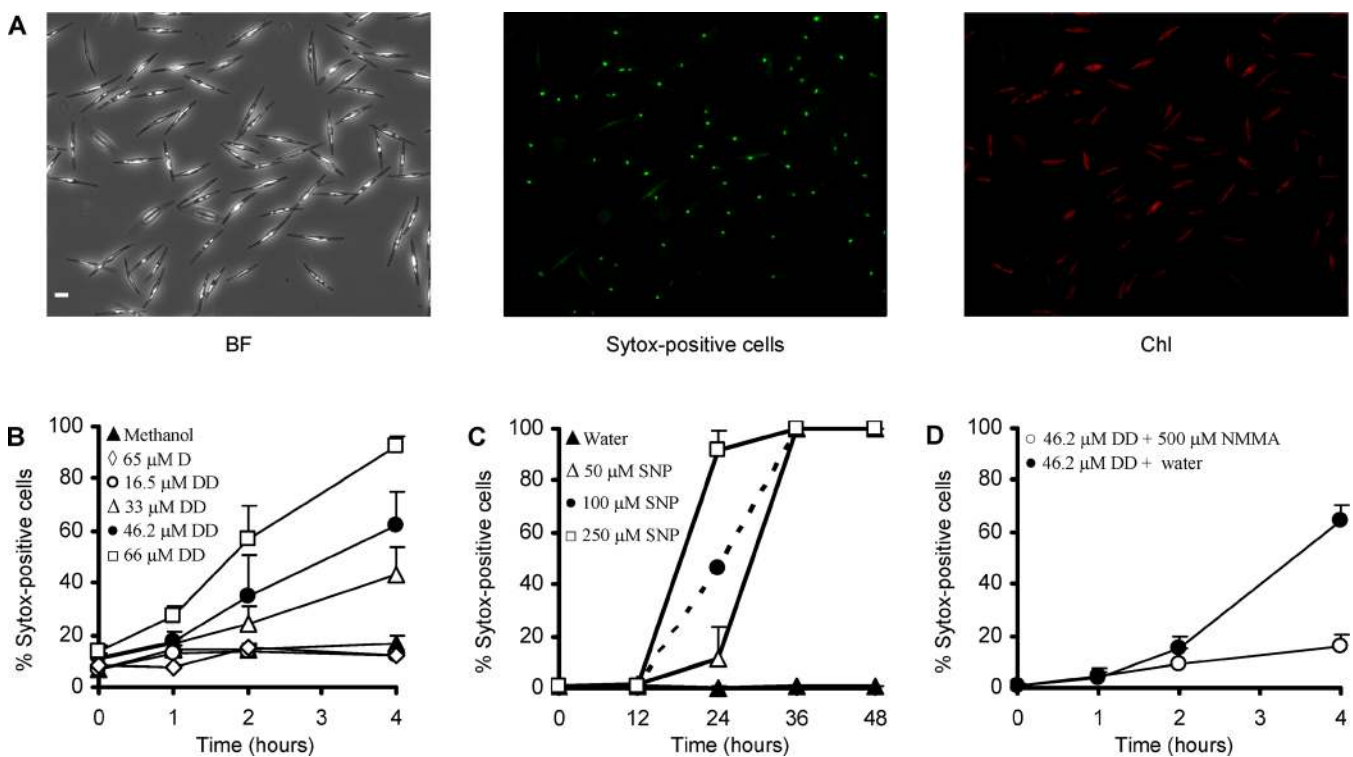 A
BF
Sytox-positive cells
Chl
B
% Sytox-positive cells
100
80
60
40
20
0
Methanol
65 µM D
16.5 µM DD
33 µM DD
46.2 µM DD
66 µM DD
0 1 2 3 4
Time (hours)
C
% Sytox-positive cells
100
80
60
40
20
0
Water
50 µM SNP
100 µM SNP
250 µM SNP
0 12 24 36 48
Time (hours)
D
% Sytox-positive cells
100
80
60
40
20
0
46.2 µM DD + 500 µM NMMA
46.2 µM DD + water
0 1 2 3 4
Time (hours)